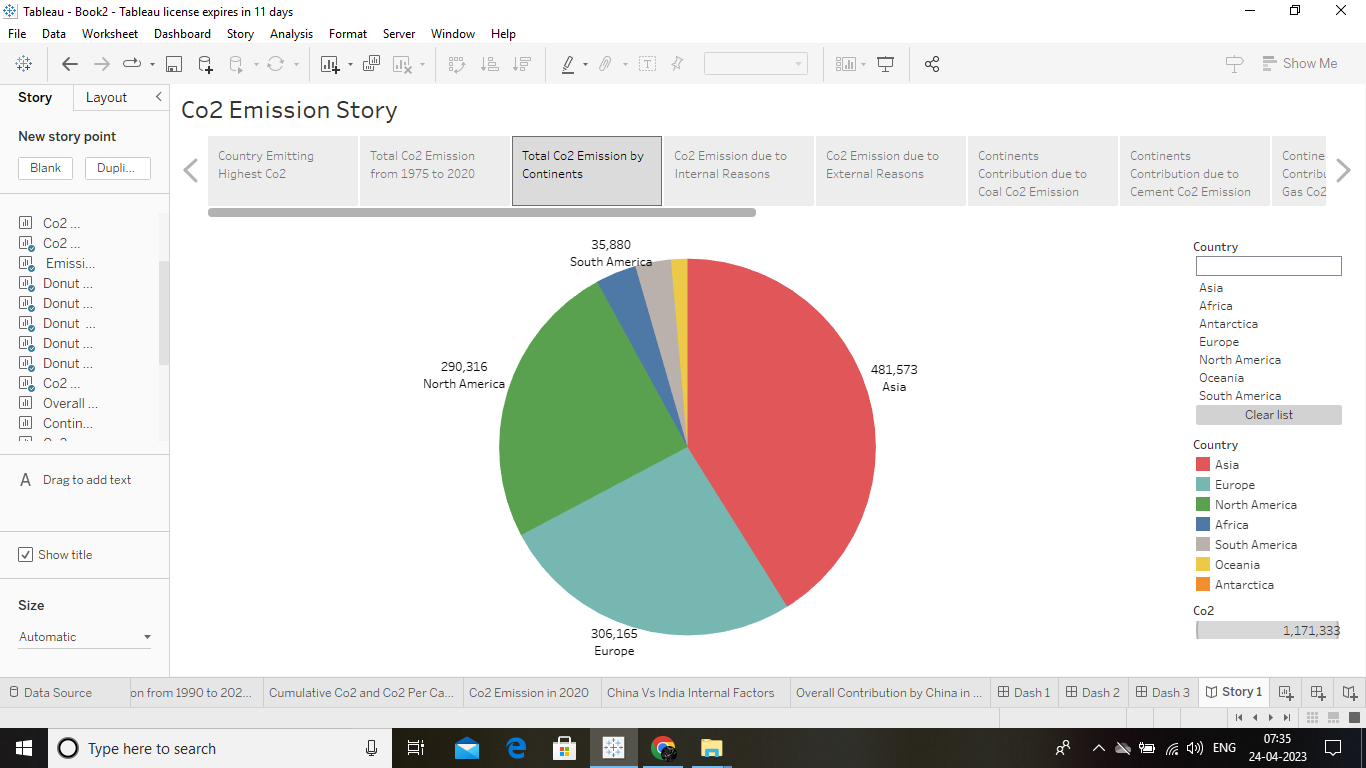 Tableau - Book2 - Tableau license expires in 11 days
File Data Worksheet Dashboard Story Analysis Format Server Window Help
Show Me
Story Layout
New story point
Blank Dupli...
Co2 ...
Co2 ...
Emissi...
Donut ...
Donut ...
Donut ...
Donut ...
Donut ...
Co2 ...
Overall ...
Contin...
A Drag to add text
Show title
Size
Automatic
Co2 Emission Story
Country Emitting
Highest Co2
Total Co2 Emission
from 1975 to 2020
Total Co2 Emission by
Continents
Co2 Emission due to
Internal Reasons
Co2 Emission due to
External Reasons
Continents
Contribution due to
Coal Co2 Emission
Continents
Contribution due to
Cement Co2 Emission
Contine
Contribu
Gas Co2
35,880
South America
290,316
North America
481,573
Asia
306,165
Europe
Country
Asia
Africa
Antarctica
Europe
North America
Oceania
South America
Clear list
Country
Asia
Europe
North America
Africa
South America
Oceania
Antarctica
Co2
1,171,333
Data Source on from 1990 to 202... Cumulative Co2 and Co2 Per Ca... Co2 Emission in 2020 China Vs India Internal Factors Overall Contribution by China in ... Dash 1 Dash 2 Dash 3 Story 1
Type here to search
ENG
07:35
24-04-2023